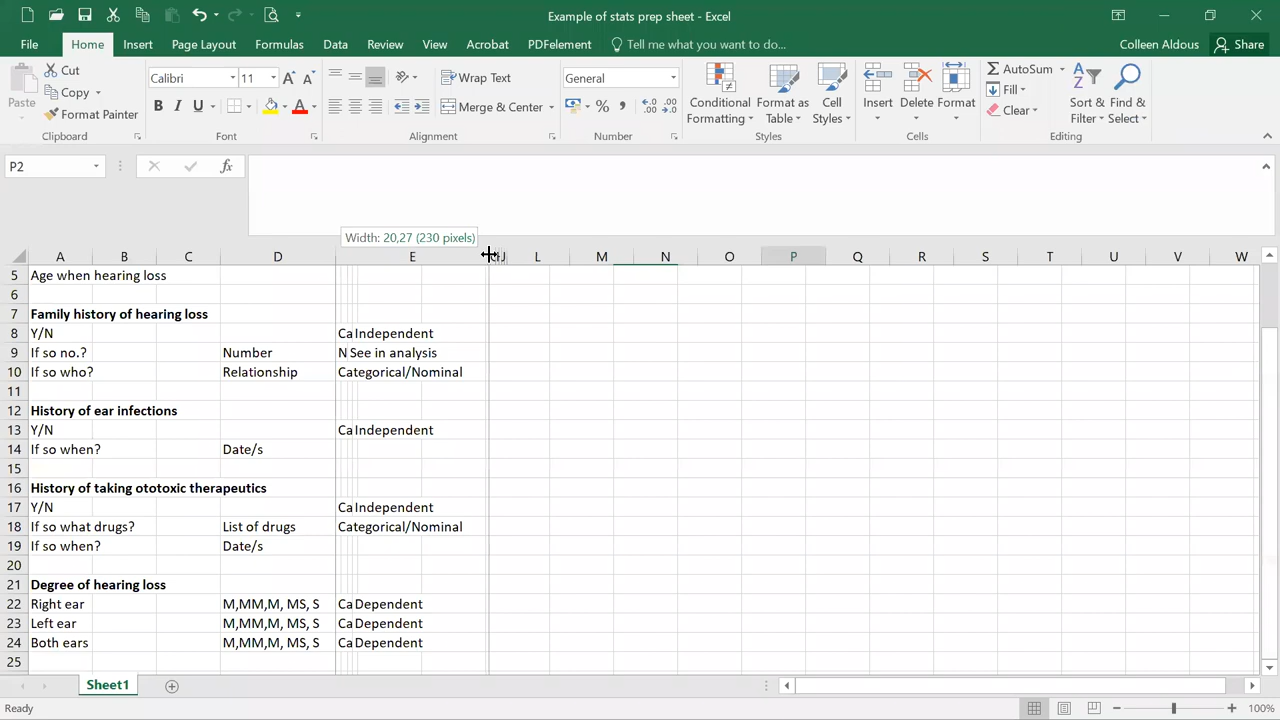 Example of stats prep sheet - Excel
File Home Insert Page Layout Formulas Data Review View Acrobat PDFelement Tell me what you want to do... Colleen Aldous Share
Paste
Cut
Copy
Format Painter
Clipboard
Calibri 11
B I U
Font
Wrap Text
Merge & Center
Alignment
General
%
Number
Conditional Formatting
Format as Table
Cell Styles
Styles
Insert
Delete
Format
Cells
AutoSum
Fill
Clear
Sort & Filter
Find & Select
Editing
P2
fx
Width: 20,27 (230 pixels)
A B C D E L M N O P Q R S T U V W
5 Age when hearing loss
6
7 Family history of hearing loss
8 Y/N Ca Independent
9 If so no.? Number N See in analysis
10 If so who? Relationship Categorical/Nominal
11
12 History of ear infections
13 Y/N Ca Independent
14 If so when? Date/s
15
16 History of taking ototoxic therapeutics
17 Y/N Ca Independent
18 If so what drugs? List of drugs Categorical/Nominal
19 If so when? Date/s
20
21 Degree of hearing loss
22 Right ear M,MM,M, MS, S Ca Dependent
23 Left ear M,MM,M, MS, S Ca Dependent
24 Both ears M,MM,M, MS, S Ca Dependent
25
Sheet1
Ready
100%